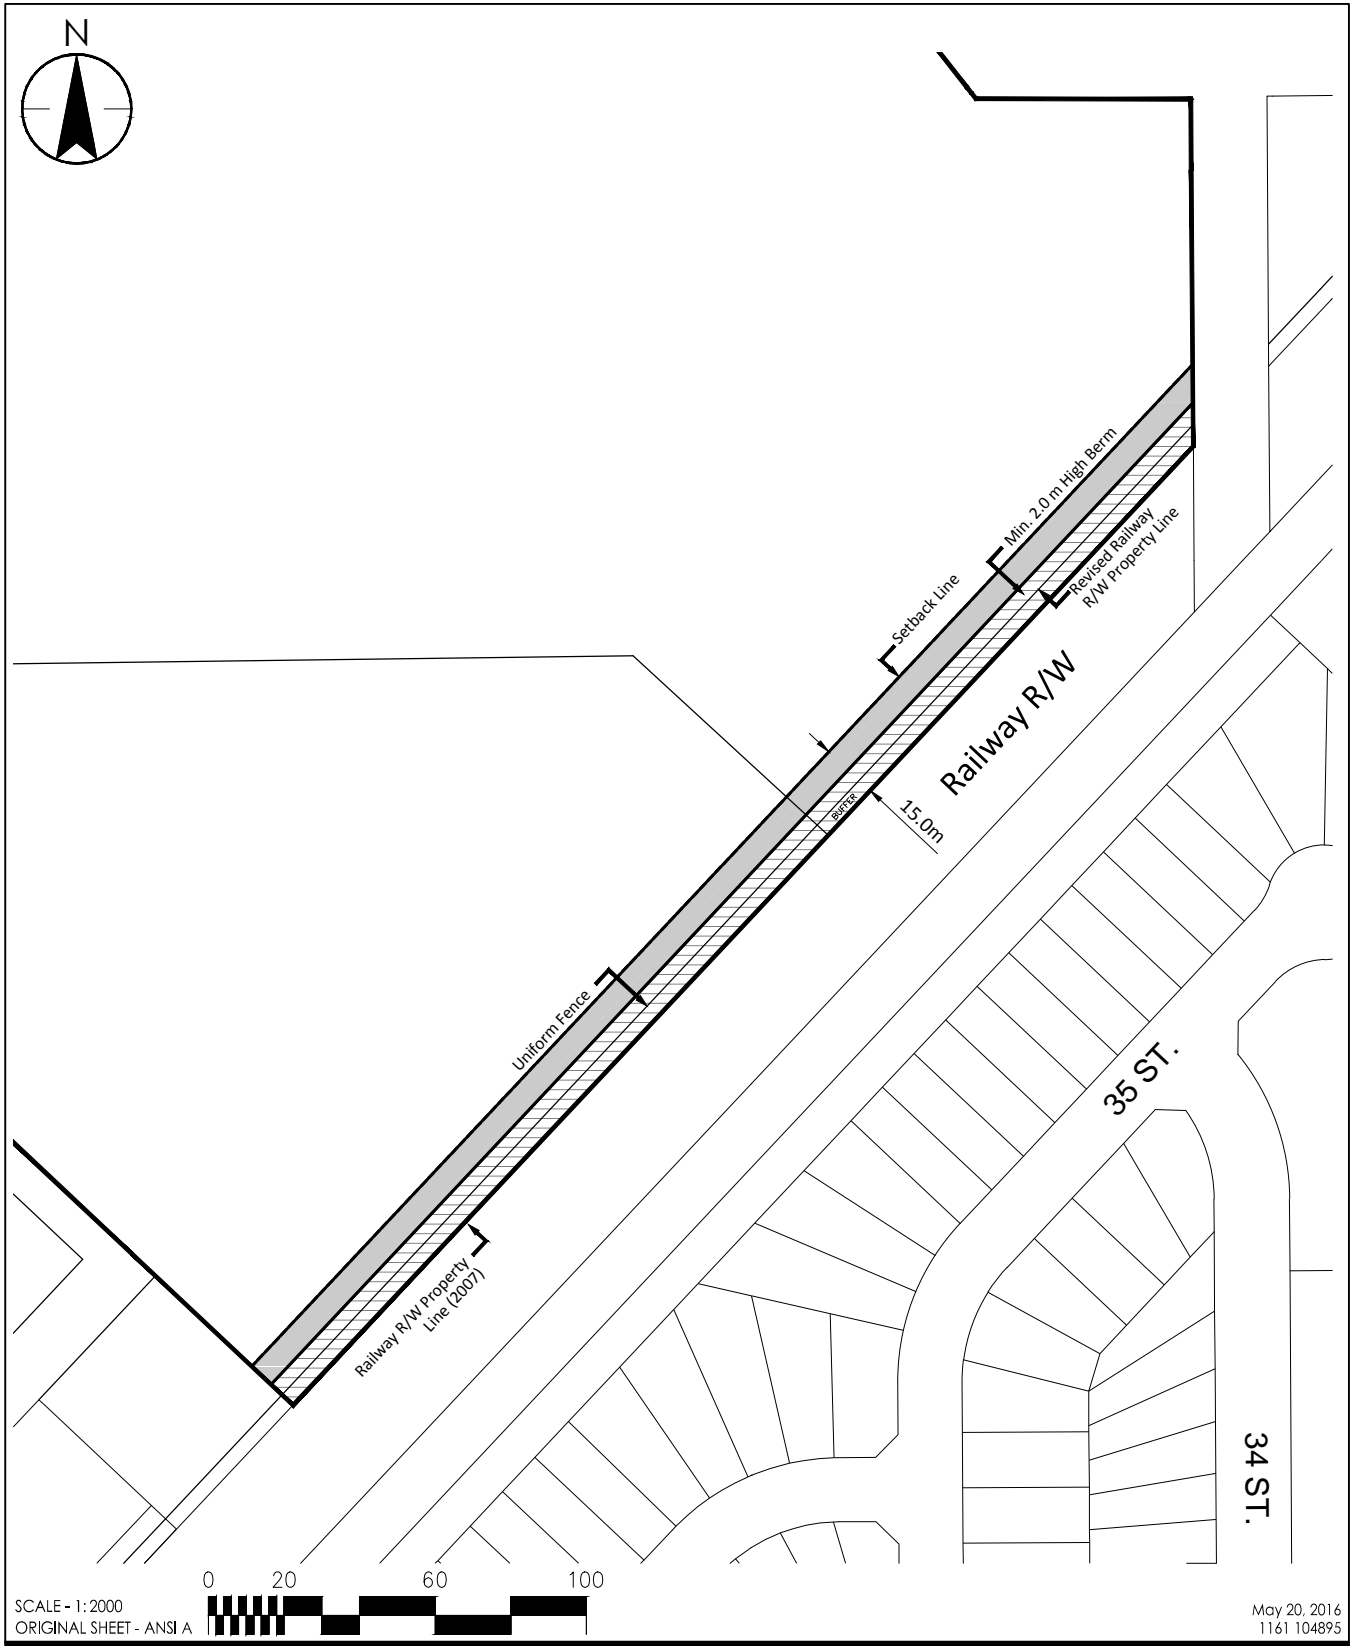 N
Min. 2.0 m High Berm
Revised Railway
R/W Property Line
Setback Line
Railway R/W
BUFFER
15.0m
Uniform Fence
35 ST.
Railway R/W Property
Line (2007)
34 ST.
0 20 60 100
SCALE - 1: 2000
ORIGINAL SHEET - ANSI A
May 20, 2016
1161 104895